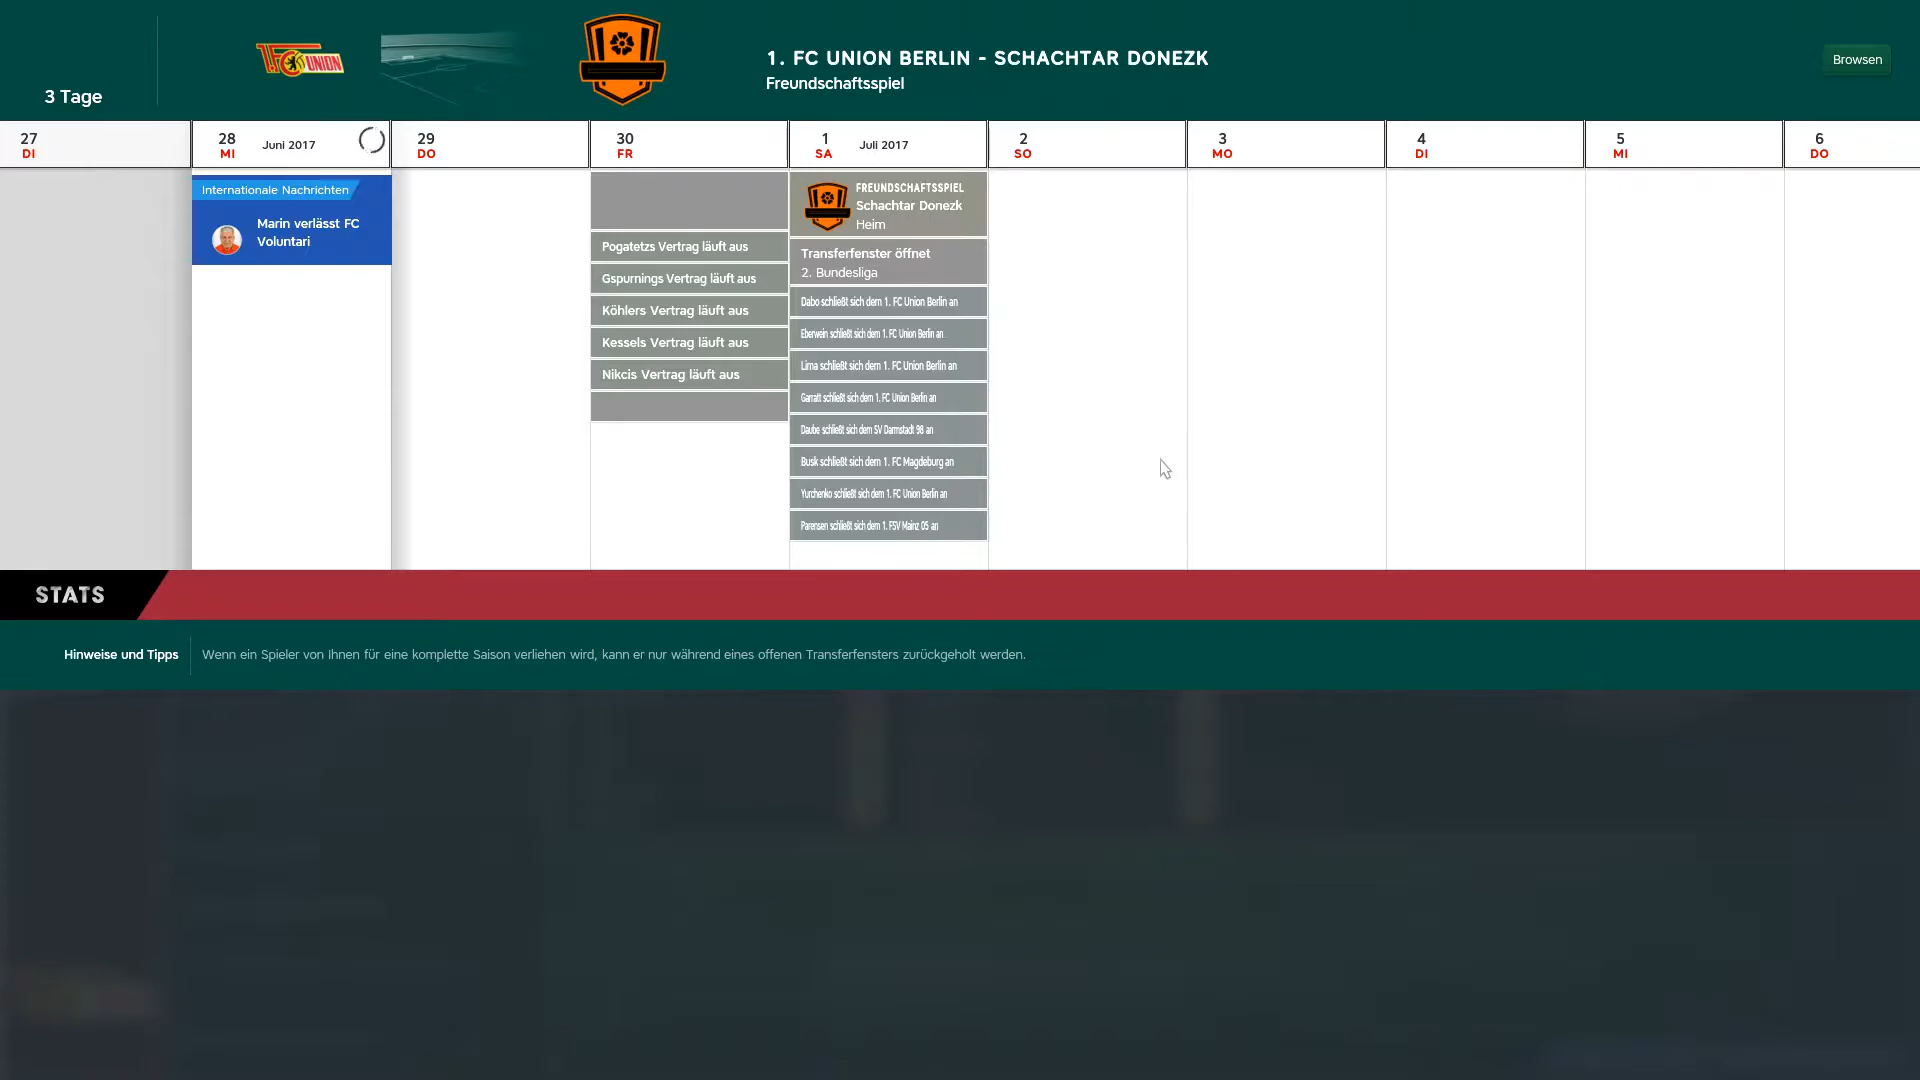 3 Tage
1. FC UNION BERLIN - SCHACHTAR DONEZK
Freundschaftsspiel
Browsen
27
DI
28
MI
Juni 2017
29
DO
30
FR
1
SA
Juli 2017
2
SO
3
MO
4
DI
5
MI
6
DO
Internationale Nachrichten
Marin verlässt FC
Voluntari
Pogatetzs Vertrag läuft aus
Gspurnings Vertrag läuft aus
Köhlers Vertrag läuft aus
Kessels Vertrag läuft aus
Nikcis Vertrag läuft aus
FREUNDSCHAFTSSPIEL
Schachtar Donezk
Heim
Transferfenster öffnet
2. Bundesliga
Dabo schließt sich dem 1. FC Union Berlin an
Eberwein schließt sich dem 1. FC Union Berlin an
Lima schließt sich dem 1. FC Union Berlin an
Garratt schließt sich dem 1. FC Union Berlin an
Daube schließt sich dem SV Darmstadt 98 an
Busk schließt sich dem 1. FC Magdeburg an
Yurchenko schließt sich dem 1. FC Union Berlin an
Parensen schließt sich dem 1. FSV Mainz 05 an
STATS
Hinweise und Tipps
Wenn ein Spieler von Ihnen für eine komplette Saison verliehen wird, kann er nur während eines offenen Transferfensters zurückgeholt werden.
FC UNION